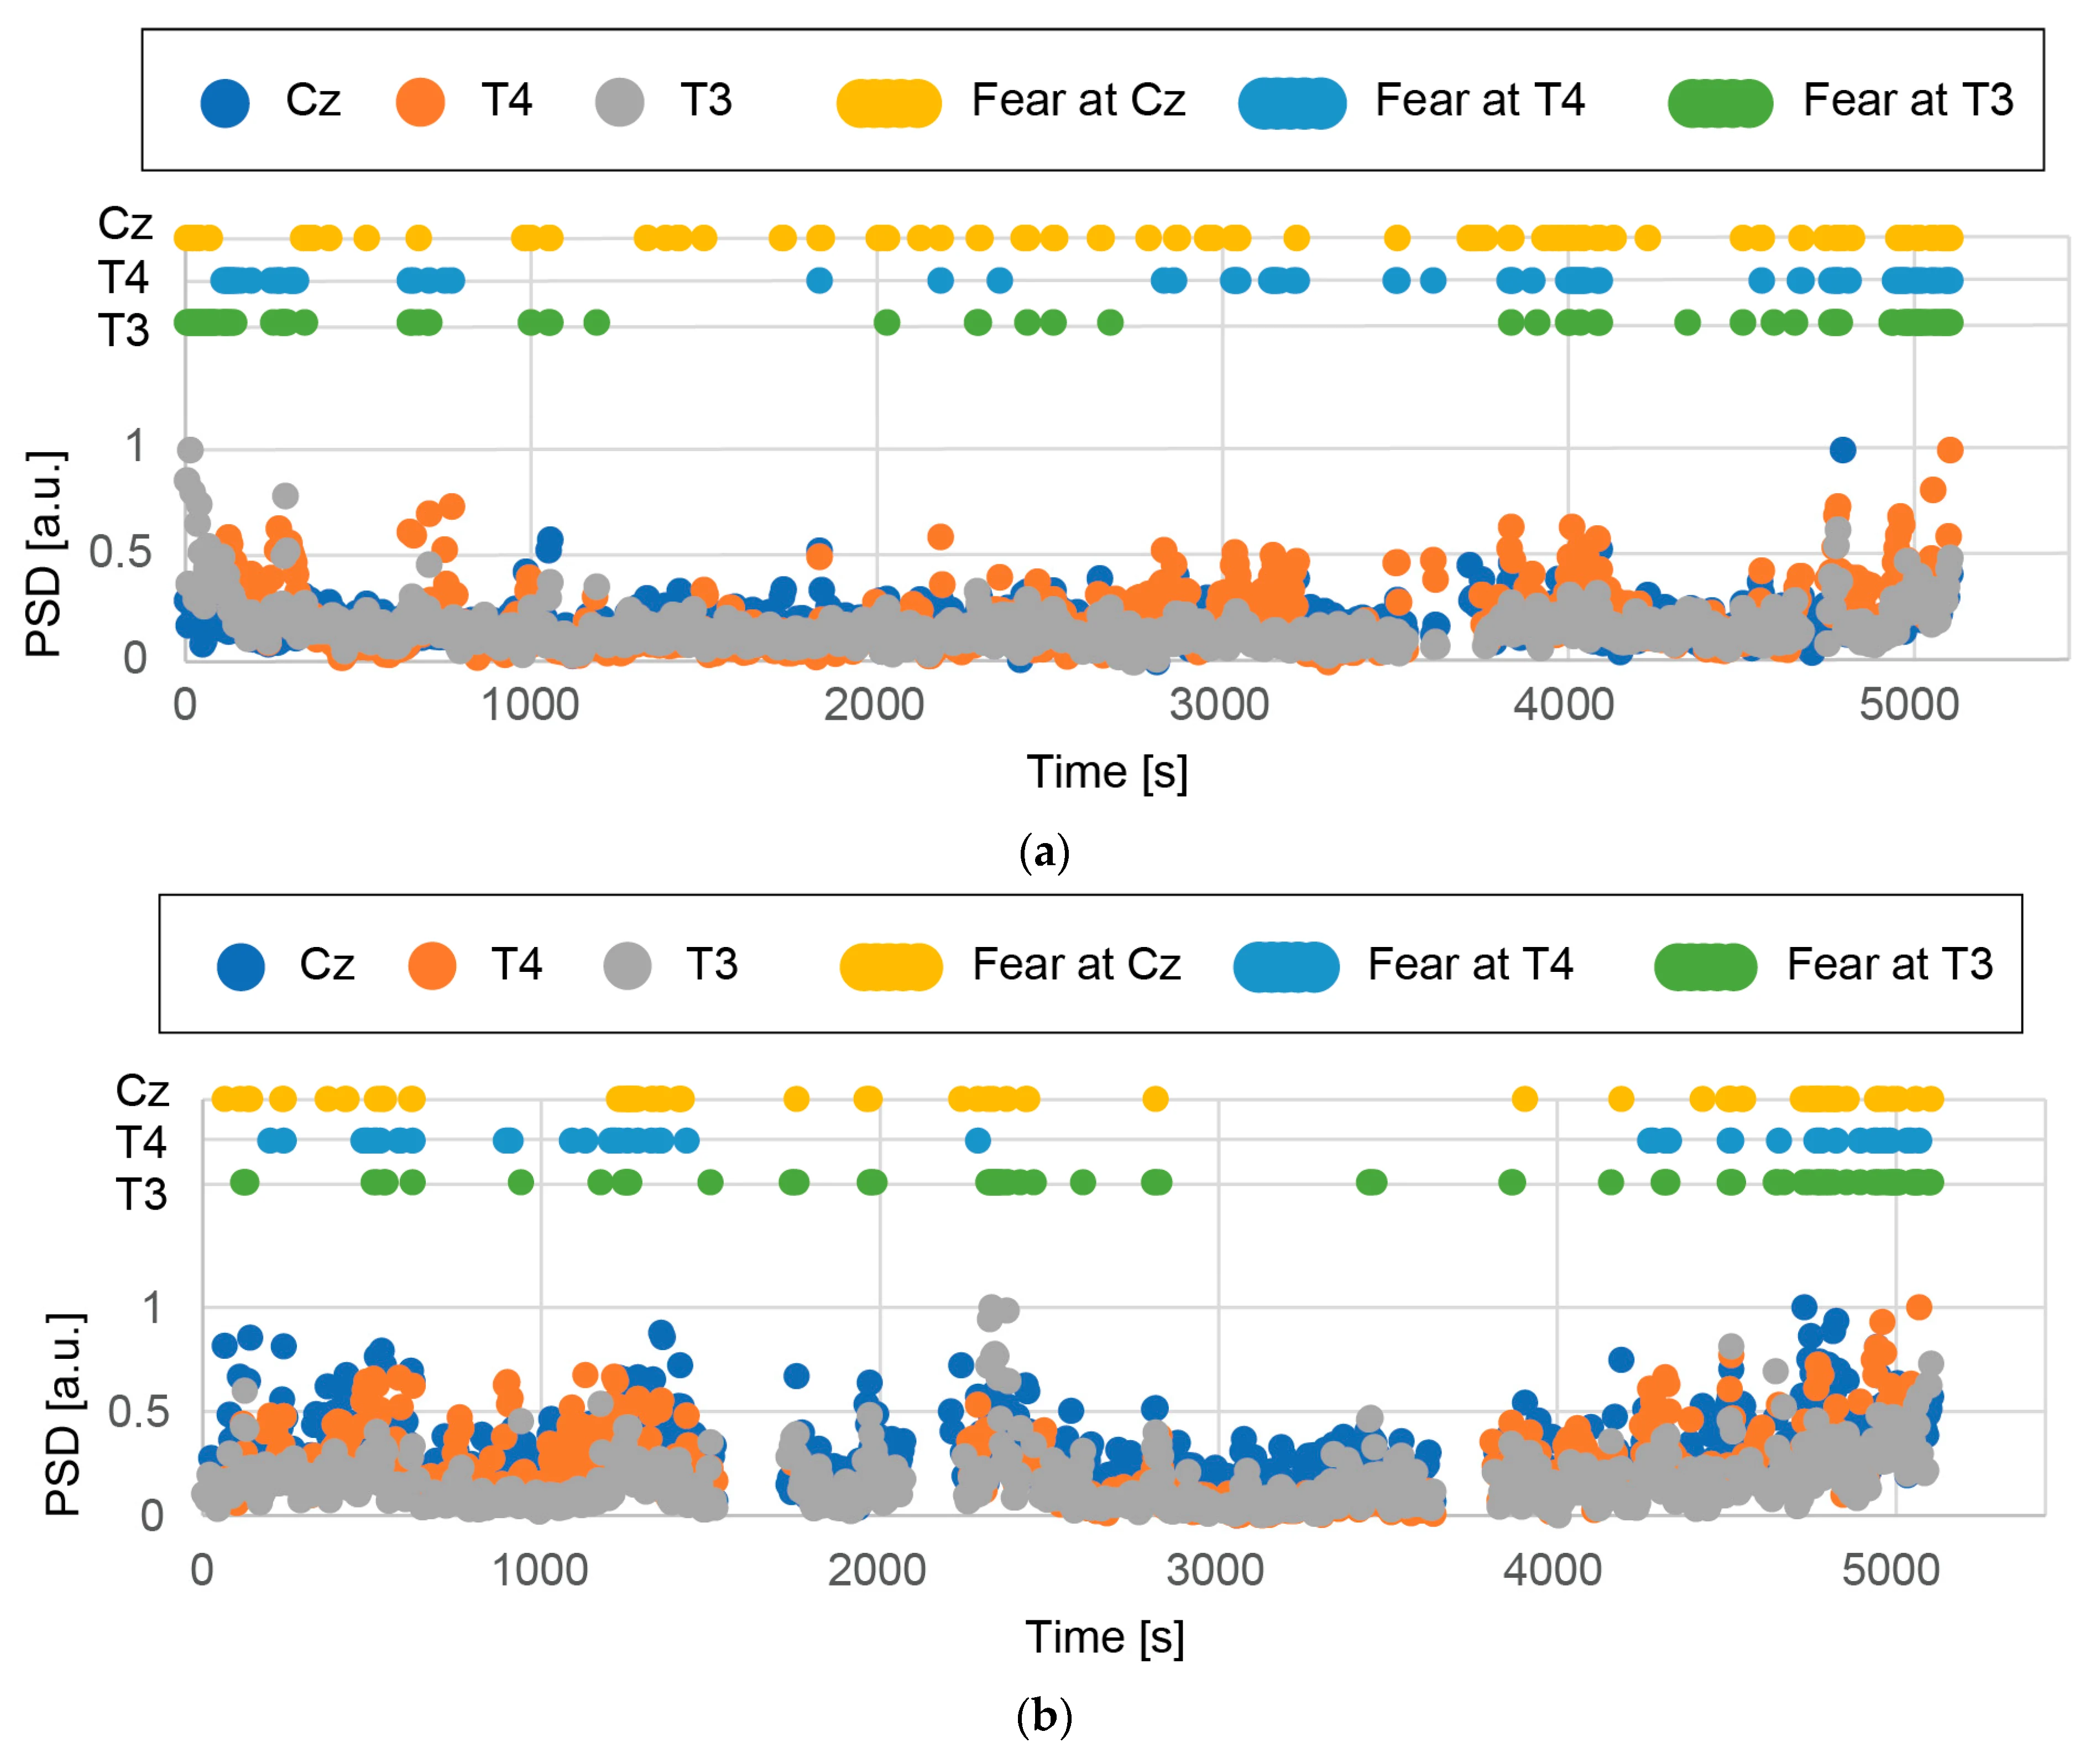 Cz T4 T3 Fear at Cz Fear at T4 Fear at T3
Cz
T4
T3
1
0.5
0
PSD [a.u.]
0 1000 2000 3000 4000 5000
Time [s]
(a)
Cz T4 T3 Fear at Cz Fear at T4 Fear at T3
Cz
T4
T3
1
0.5
0
PSD [a.u.]
0 1000 2000 3000 4000 5000
Time [s]
(b)